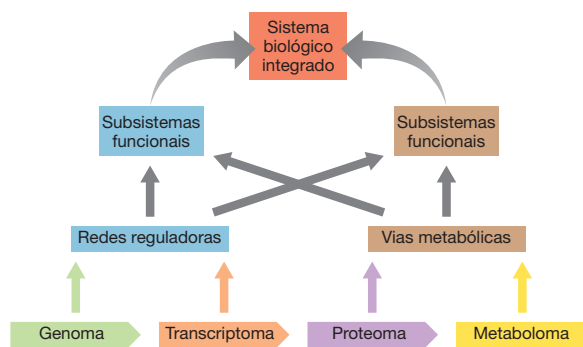 Sistema
biológico
integrado
Subsistemas
funcionais
Subsistemas
funcionais
Redes reguladoras
Vias metabólicas
Genoma
Transcriptoma
Proteoma
Metaboloma